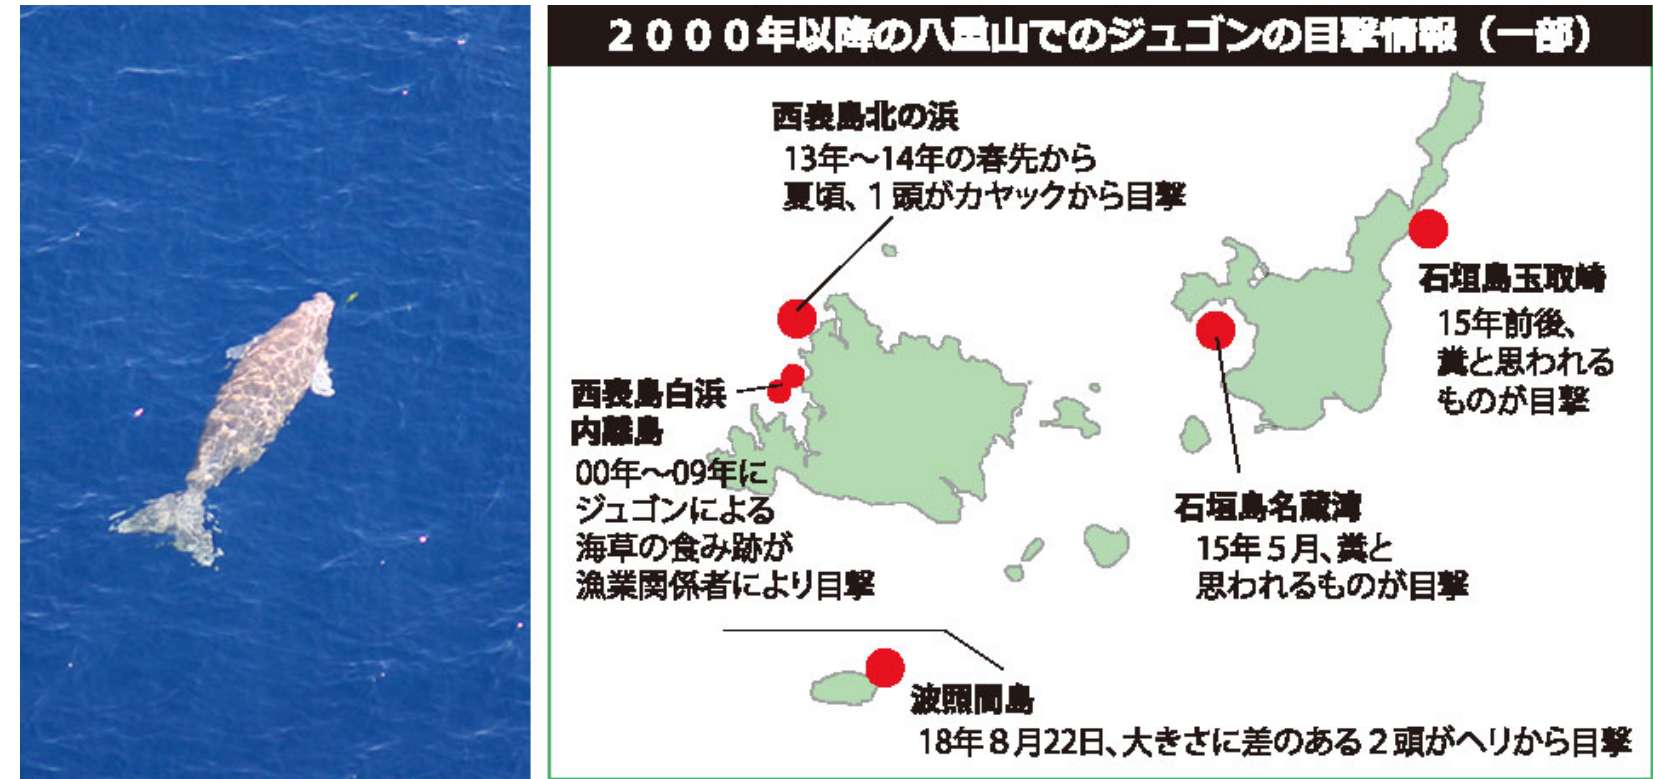 ２０００年以降の八重山でのジュゴンの目撃情報（一部）
西表島北の浜
13年～14年の春先から
夏頃、１頭がカヤックから目撃
石垣島玉取崎
15年前後、
糞と思われる
ものが目撃
西表島白浜
内離島
00年～09年に
ジュゴンによる
海草の食み跡が
漁業関係者により目撃
石垣島名蔵湾
15年５月、糞と
思われるものが目撃
波照間島
18年８月22日、大きさに差のある２頭がヘリから目撃